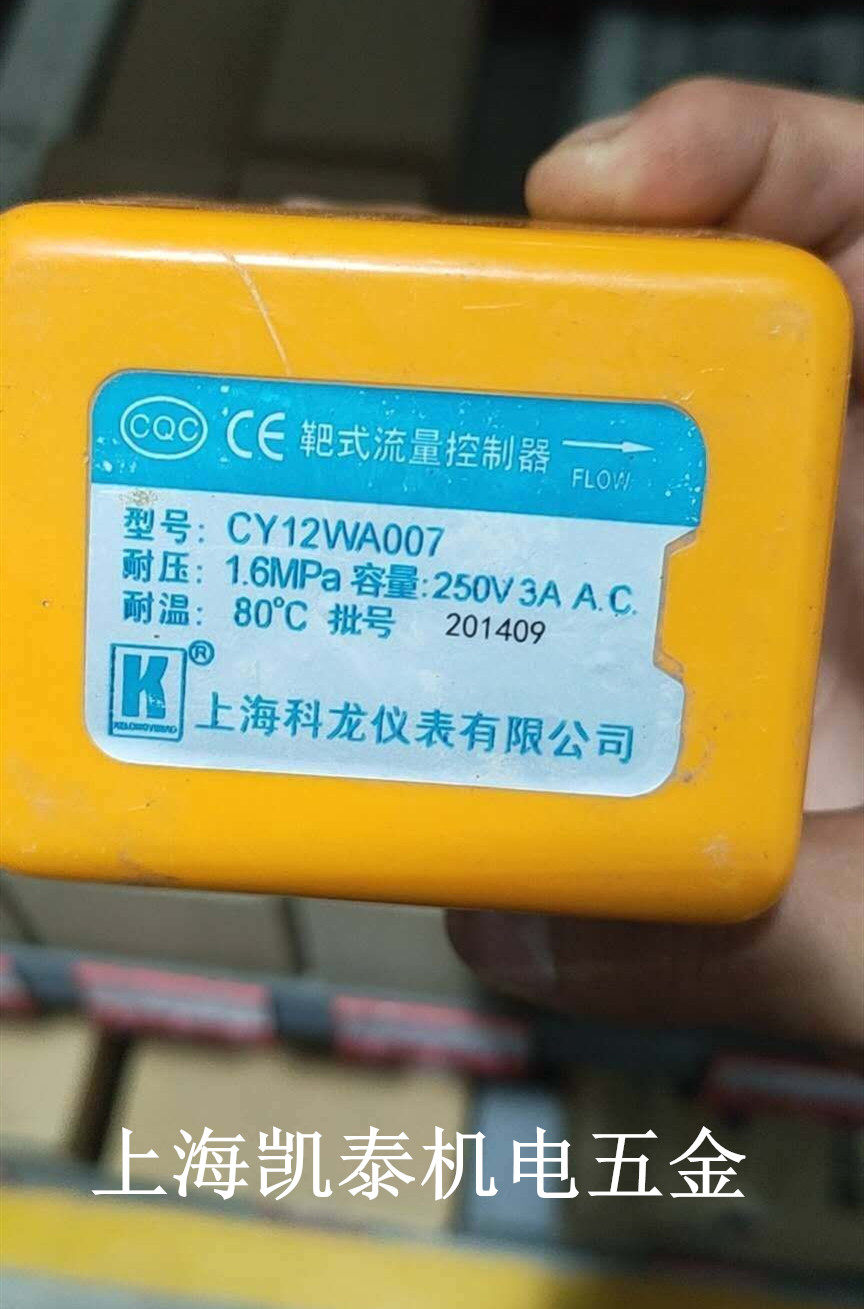 CQC CE 靶式流量控制器
FLOW
型号: CY12WA007
耐压: 1.6MPa 容量:250V 3A A.C.
耐温: 80℃ 批号 201409
K®
上海科龙仪表有限公司
上海凯泰机电五金